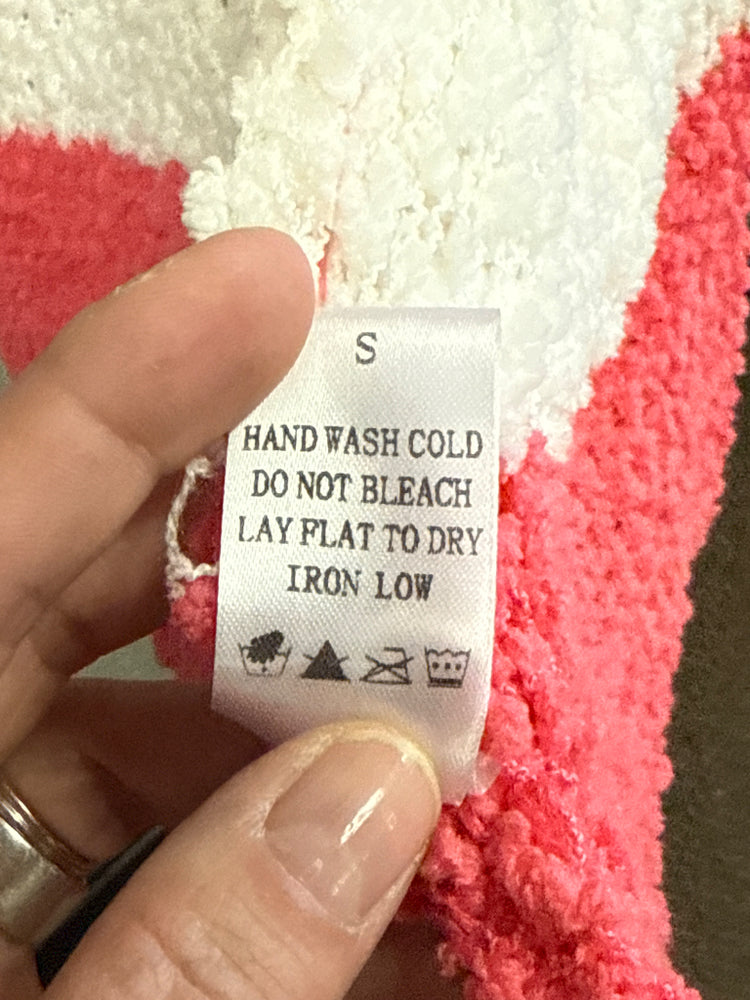 S
HAND WASH COLD
DO NOT BLEACH
LAY FLAT TO DRY
IRON LOW